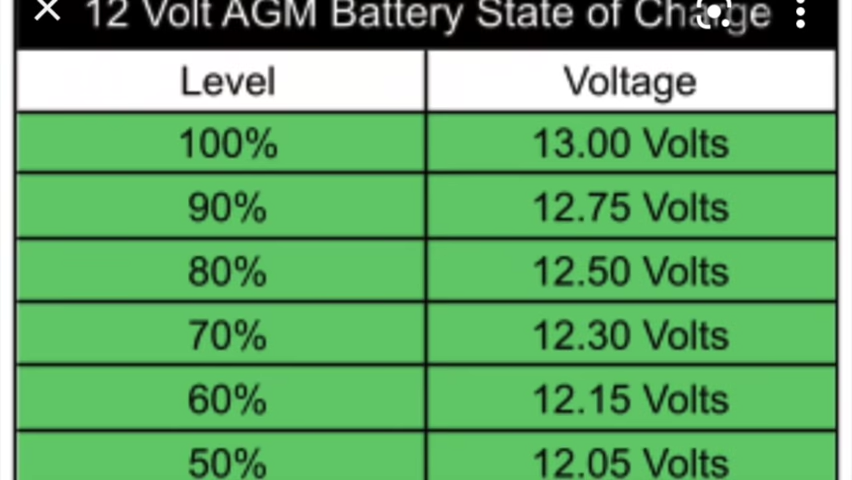 12 Volt AGM Battery State of Charge
Level Voltage
100% 13.00 Volts
90% 12.75 Volts
80% 12.50 Volts
70% 12.30 Volts
60% 12.15 Volts
50% 12.05 Volts